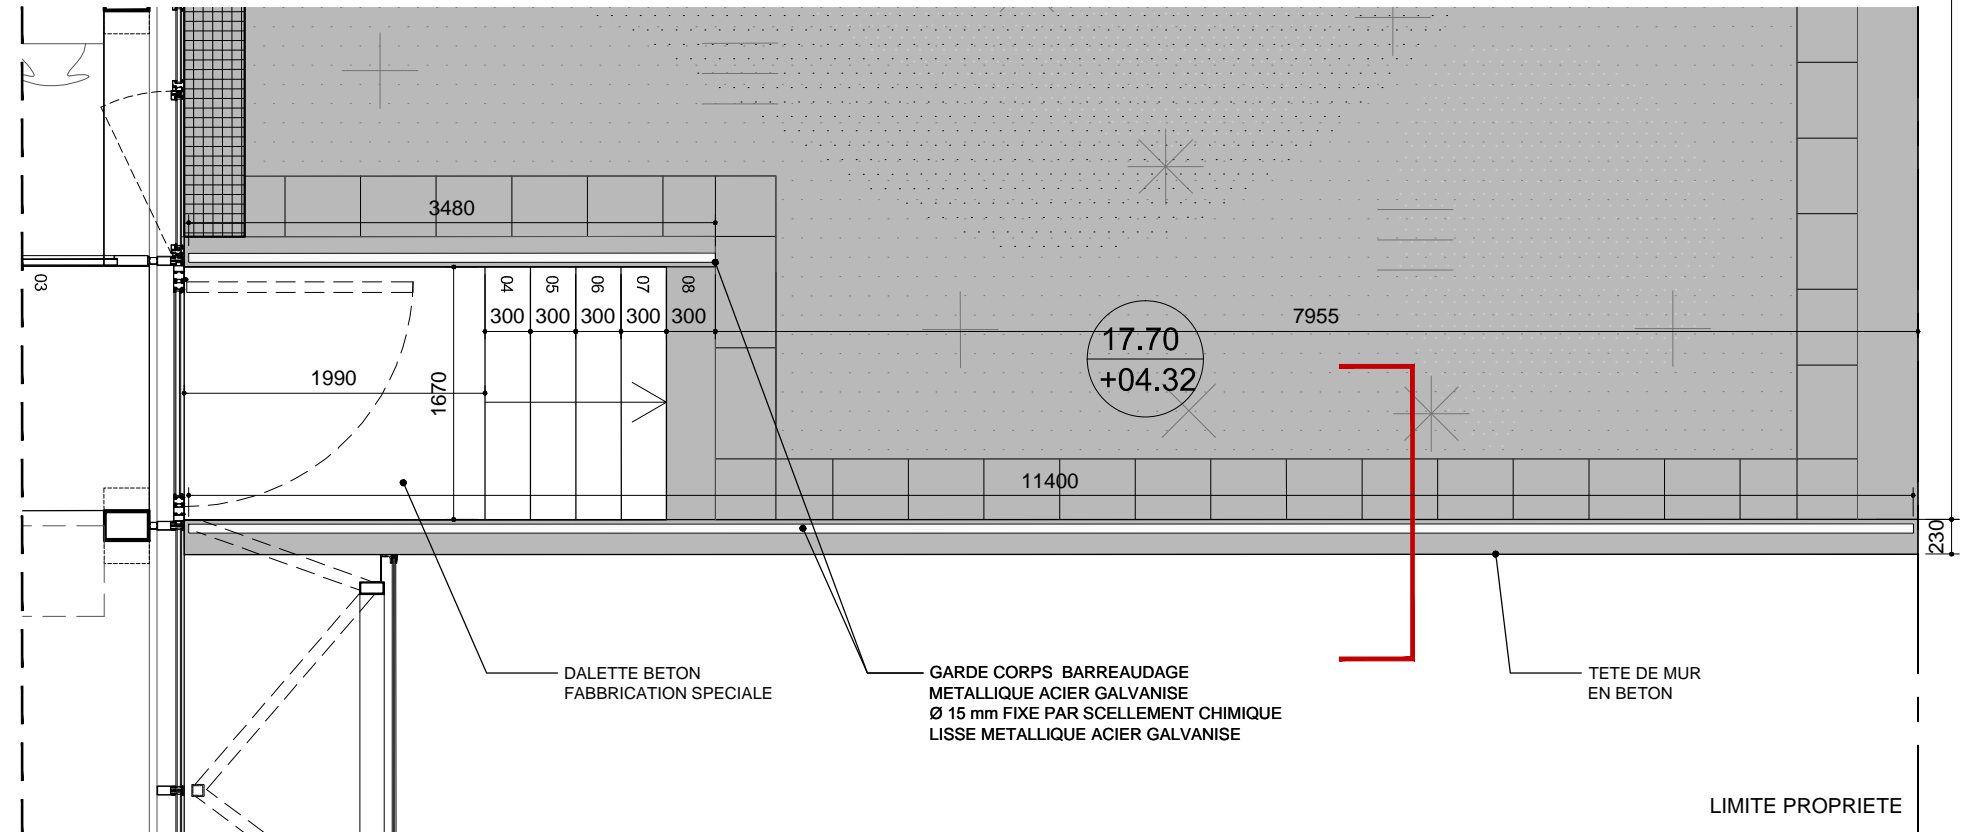 3480
03
04
05
06
07
08
300
300
300
300
300
7955
17.70
+04.32
1990
1670
11400
230
DALETTE BETON
FABBRICATION SPECIALE
GARDE CORPS BARREAUDAGE
METALLIQUE ACIER GALVANISE
Ø 15 mm FIXE PAR SCELLEMENT CHIMIQUE
LISSE METALLIQUE ACIER GALVANISE
TETE DE MUR
EN BETON
LIMITE PROPRIETE